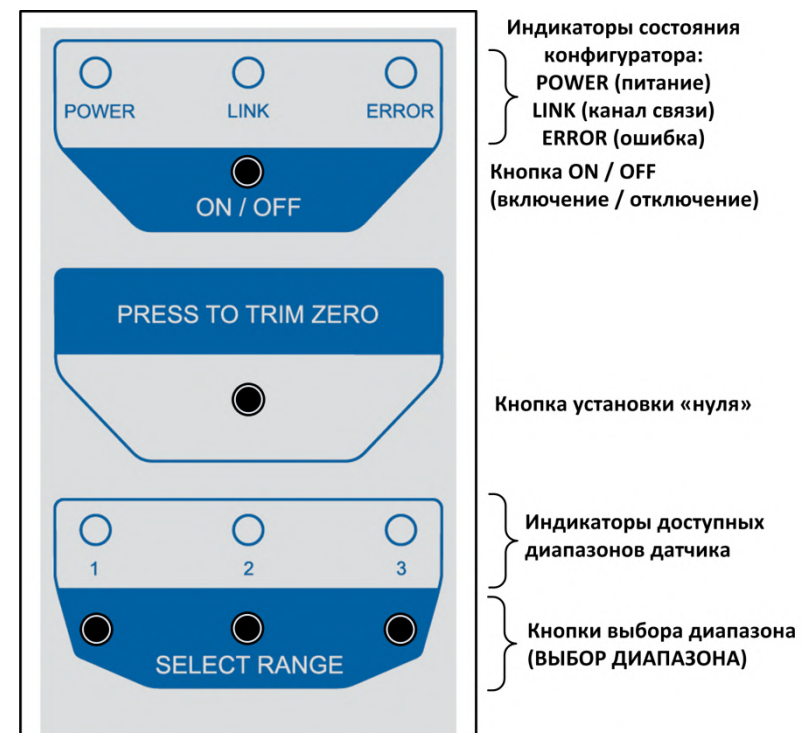 Индикаторы состояния
конфигуратора:
POWER (питание)
LINK (канал связи)
ERROR (ошибка)
POWER LINK ERROR
Кнопка ON / OFF
(включение / отключение)
ON / OFF
PRESS TO TRIM ZERO
Кнопка установки «нуля»
Индикаторы доступных
диапазонов датчика
1 2 3
Кнопки выбора диапазона
(ВЫБОР ДИАПАЗОНА)
SELECT RANGE